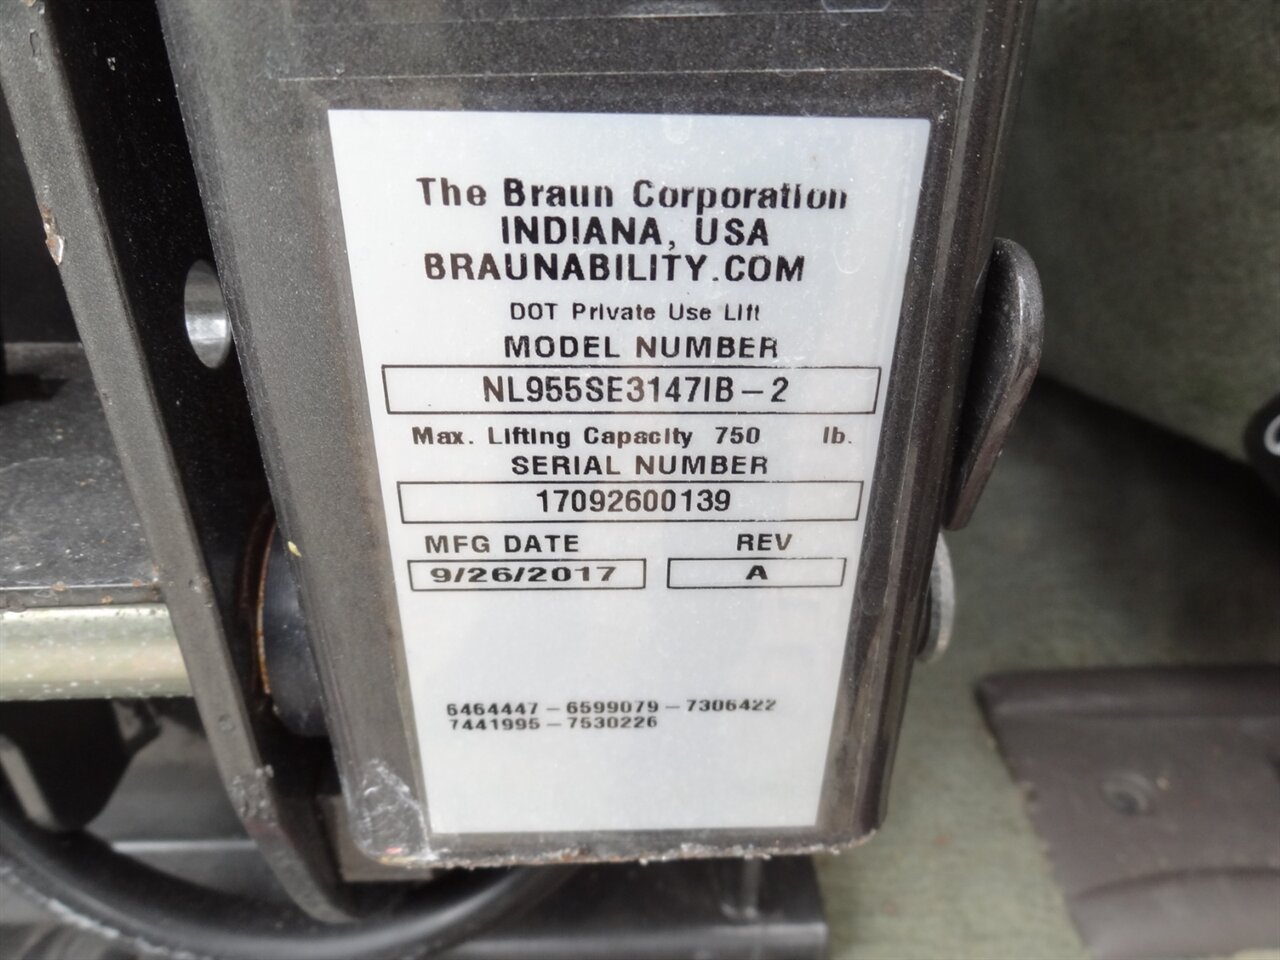 The Braun Corporation
INDIANA, USA
BRAUNABILITY.COM
DOT Private Use Lift
MODEL NUMBER
NL955SE3147IB-2
Max. Lifting Capacity 750 lb.
SERIAL NUMBER
17092600139
MFG DATE REV
9/26/2017 A
6464447-6599079-7306422
7441995-7530226